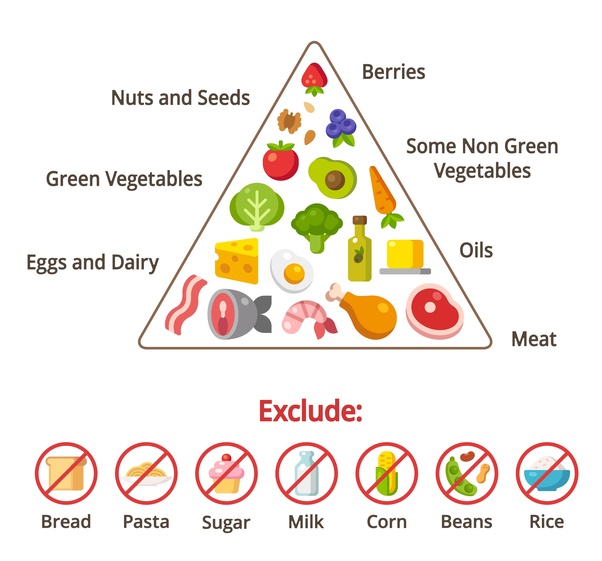 Berries
Nuts and Seeds
Some Non Green
Vegetables
Green Vegetables
Oils
Eggs and Dairy
Meat
Exclude:
Bread
Pasta
Sugar
Milk
Corn
Beans
Rice